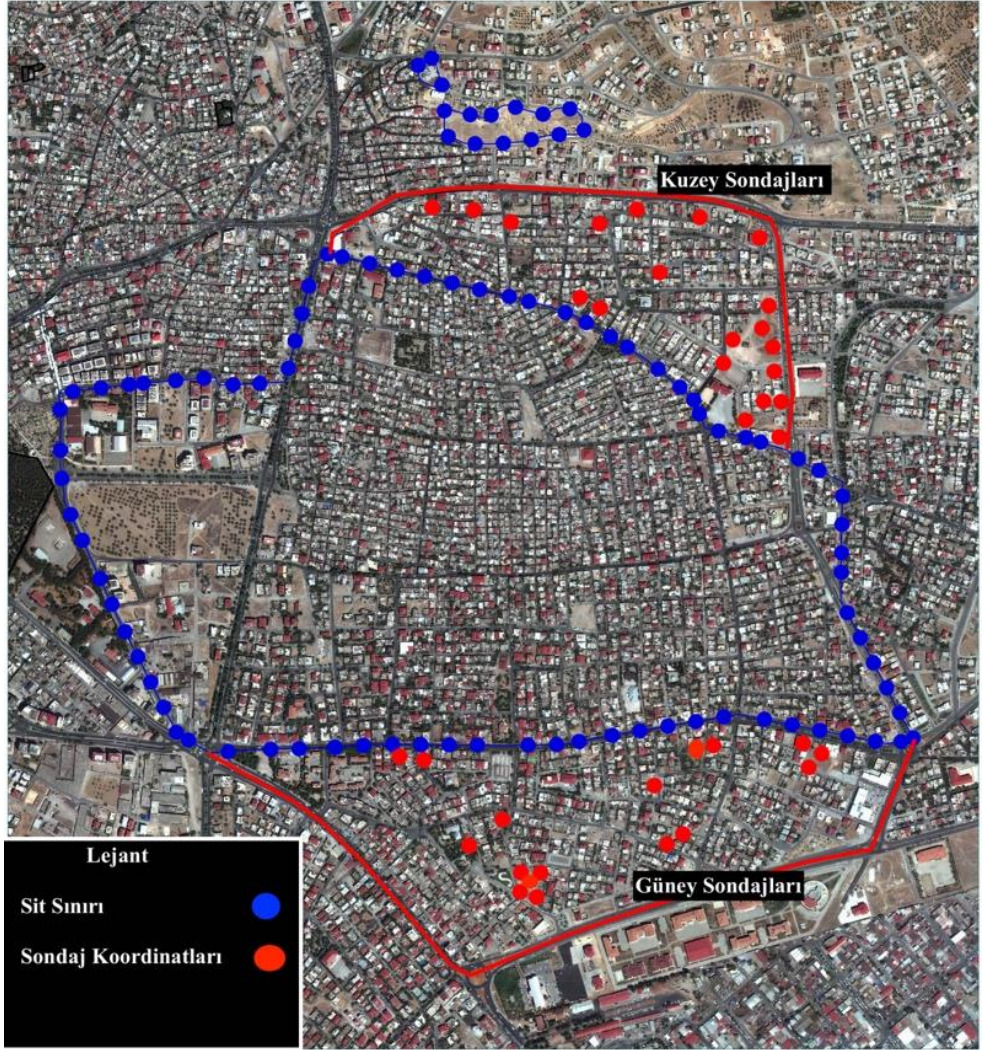 Kuzey Sondajları
Güney Sondajları
Lejant
Sit Sınırı
Sondaj Koordinatları